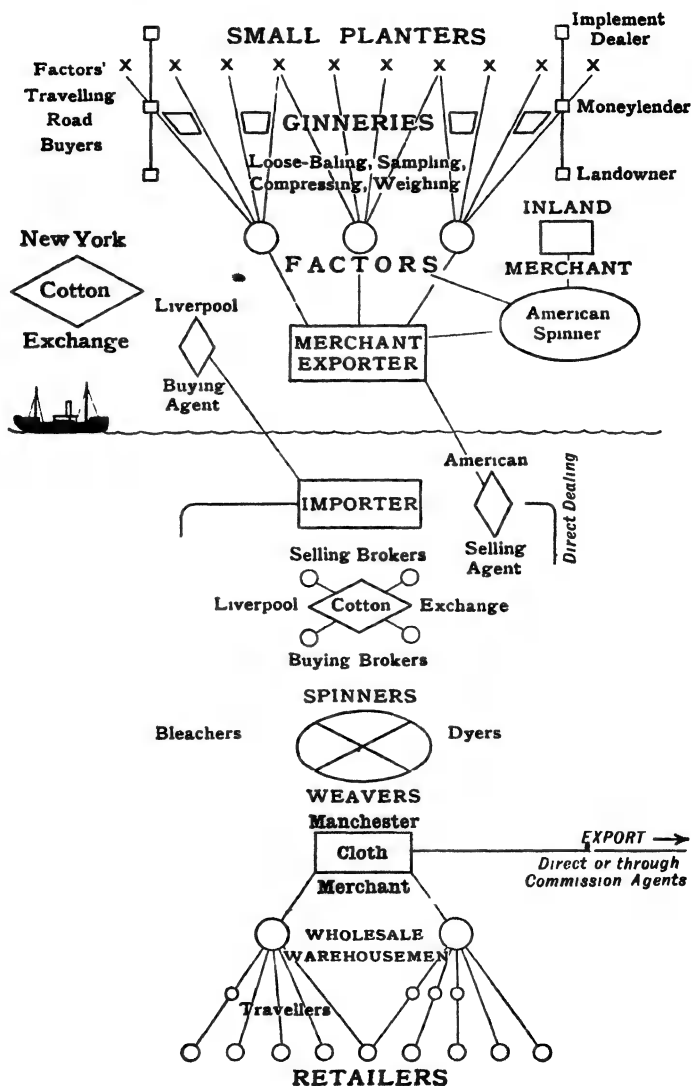 SMALL PLANTERS
Implement
Dealer
Factors'
Travelling
Road
Buyers
x x x x x x x x x x
Moneylender
GINNERIES
Loose-Baling, Sampling,
Compressing, Weighing
Landowner
INLAND
MERCHANT
New York
Cotton
Exchange
FACTORS
Liverpool
Buying
Agent
MERCHANT
EXPORTER
American
Spinner
American
Selling
Agent
Direct Dealing
IMPORTER
Selling Brokers
Liverpool Cotton Exchange
Buying Brokers
SPINNERS
Bleachers
Dyers
WEAVERS
Manchester
Cloth
Merchant
EXPORT
Direct or through
Commission Agents
WHOLESALE
WAREHOUSEMEN
Travellers
RETAILERS